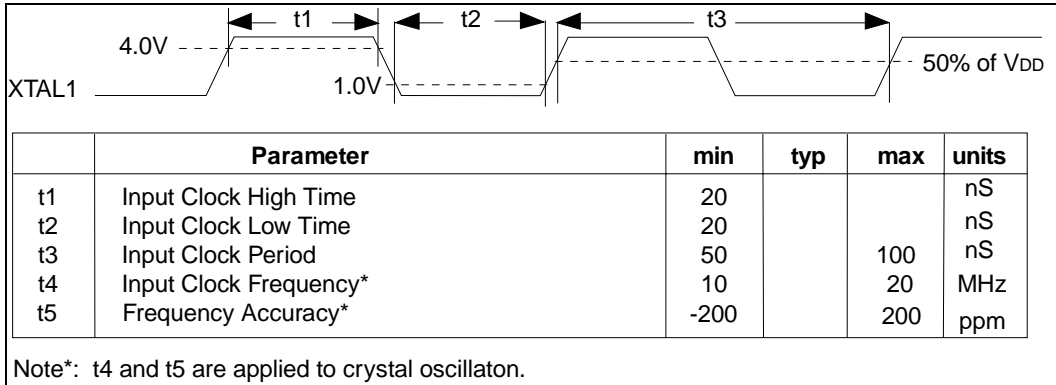 t1 t2 t3
4.0V
50% of VDD
XTAL1 1.0V
Parameter min typ max units
t1 Input Clock High Time 20 nS
t2 Input Clock Low Time 20 nS
t3 Input Clock Period 50 100 nS
t4 Input Clock Frequency* 10 20 MHz
t5 Frequency Accuracy* -200 200 ppm
Note*: t4 and t5 are applied to crystal oscillaton.